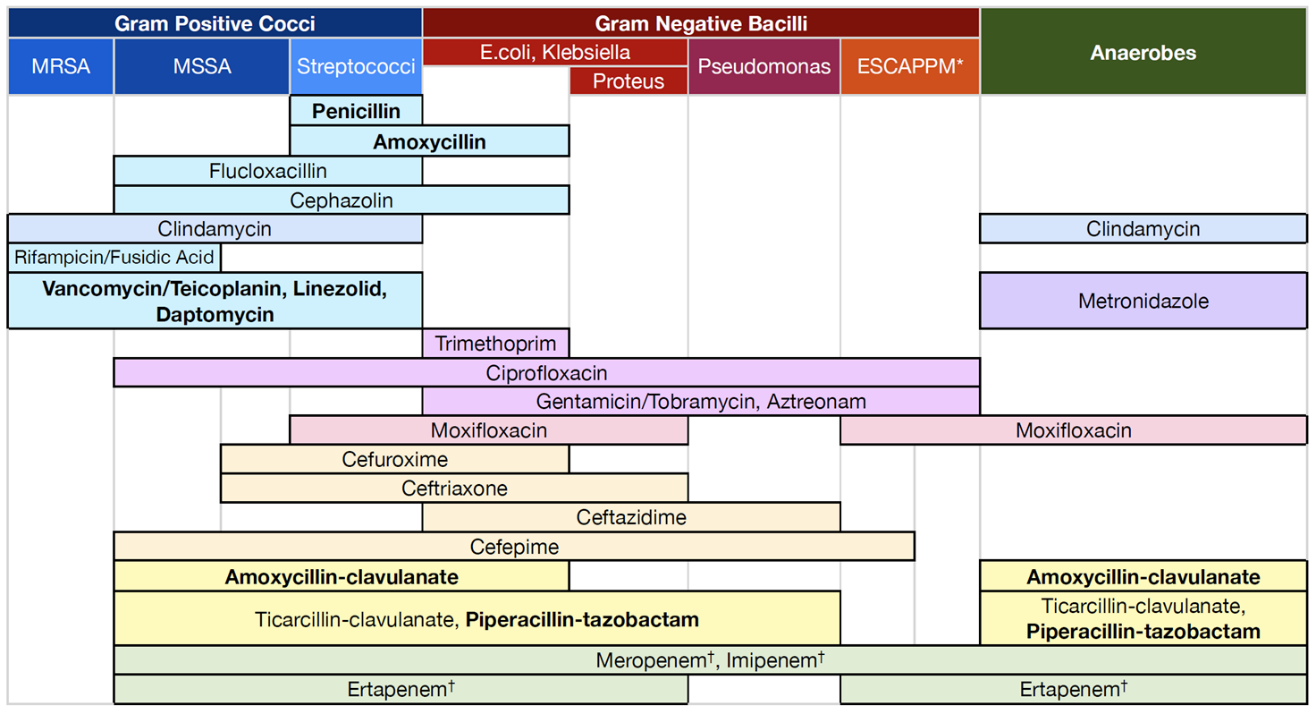 Gram Positive Cocci
Gram Negative Bacilli
Anaerobes
MRSA
MSSA
Streptococci
E.coli, Klebsiella
Proteus
Pseudomonas
ESCAPPM*
Penicillin
Amoxycillin
Flucloxacillin
Cephazolin
Clindamycin
Clindamycin
Rifampicin/Fusidic Acid
Vancomycin/Teicoplanin, Linezolid,
Daptomycin
Metronidazole
Trimethoprim
Ciprofloxacin
Gentamicin/Tobramycin, Aztreonam
Moxifloxacin
Moxifloxacin
Cefuroxime
Ceftriaxone
Ceftazidime
Cefepime
Amoxycillin-clavulanate
Amoxycillin-clavulanate
Ticarcillin-clavulanate, Piperacillin-tazobactam
Ticarcillin-clavulanate,
Piperacillin-tazobactam
Meropenem†, Imipenem†
Ertapenem†
Ertapenem†